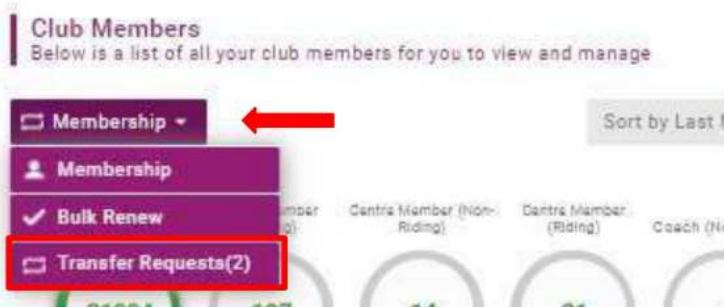 Club Members
Below is a list of all your club members for you to view and manage
Membership
Sort by Last
Membership
Bulk Renew
Centre Member (Non-
Riding)
Centre Member
(Riding)
Coach
Transfer Requests(2)